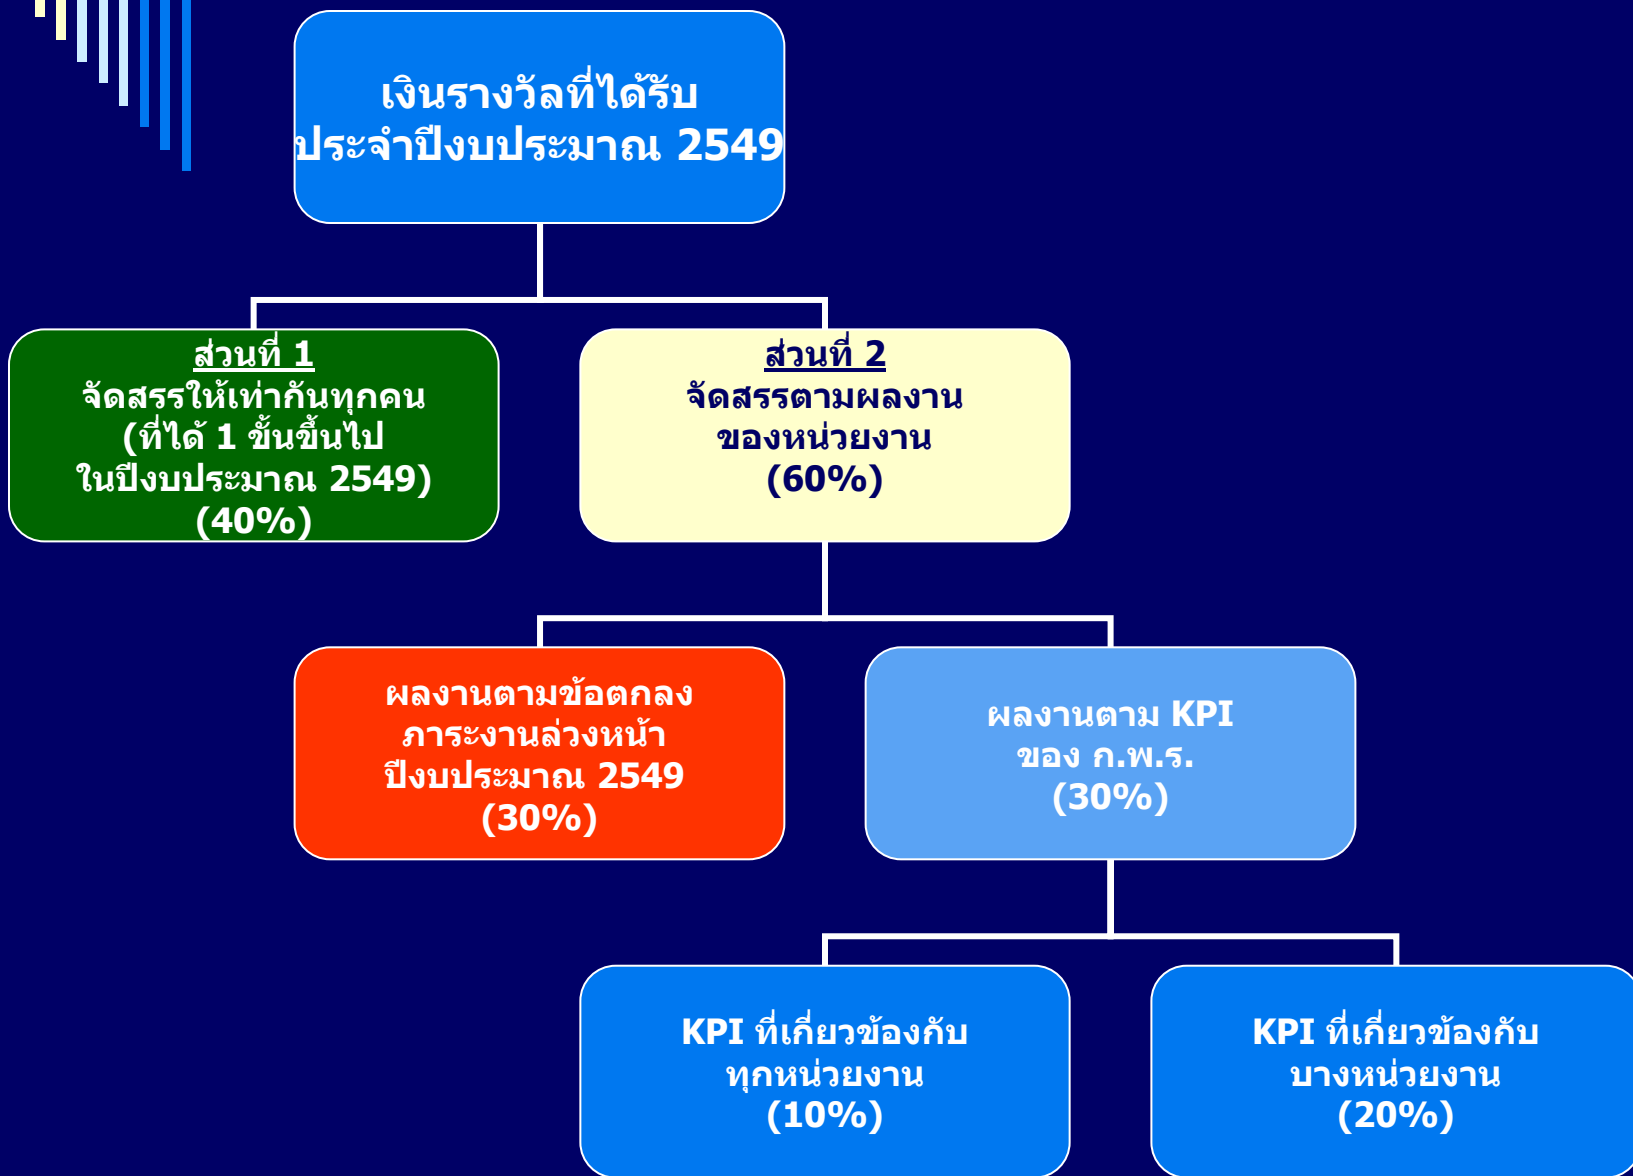 เงินรางวัลที่ได้รับ
ประจำปีงบประมาณ 2549
ส่วนที่ 1
จัดสรรให้เท่ากันทุกคน
(ที่ได้ 1 ขั้นขึ้นไป
ในปีงบประมาณ 2549)
(40%)
ส่วนที่ 2
จัดสรรตามผลงาน
ของหน่วยงาน
(60%)
ผลงานตามข้อตกลง
ภาระงานล่วงหน้า
ปีงบประมาณ 2549
(30%)
ผลงานตาม KPI
ของ ก.พ.ร.
(30%)
KPI ที่เกี่ยวข้องกับ
ทุกหน่วยงาน
(10%)
KPI ที่เกี่ยวข้องกับ
บางหน่วยงาน
(20%)